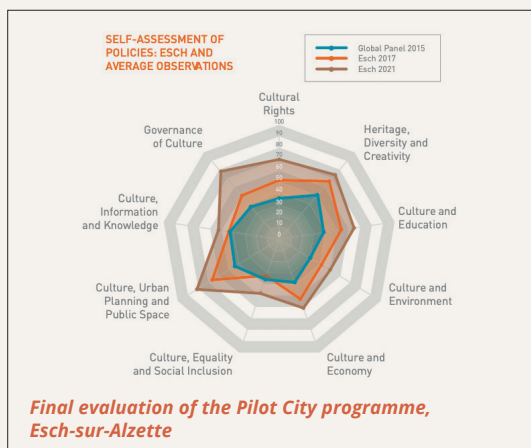 SELF-ASSESSMENT OF
POLICIES: ESCH AND
AVERAGE OBSERVATIONS
Global Panel 2015
Esch 2017
Esch 2021
Cultural
Rights
Governance
of Culture
Heritage,
Diversity and
Creativity
100
90
80
70
60
50
40
30
20
10
0
Culture,
Information
and Knowledge
Culture and
Education
Culture, Urban
Planning and
Public Space
Culture and
Environment
Culture, Equality
and Social Inclusion
Culture and
Economy
Final evaluation of the Pilot City programme,
Esch-sur-Alzette